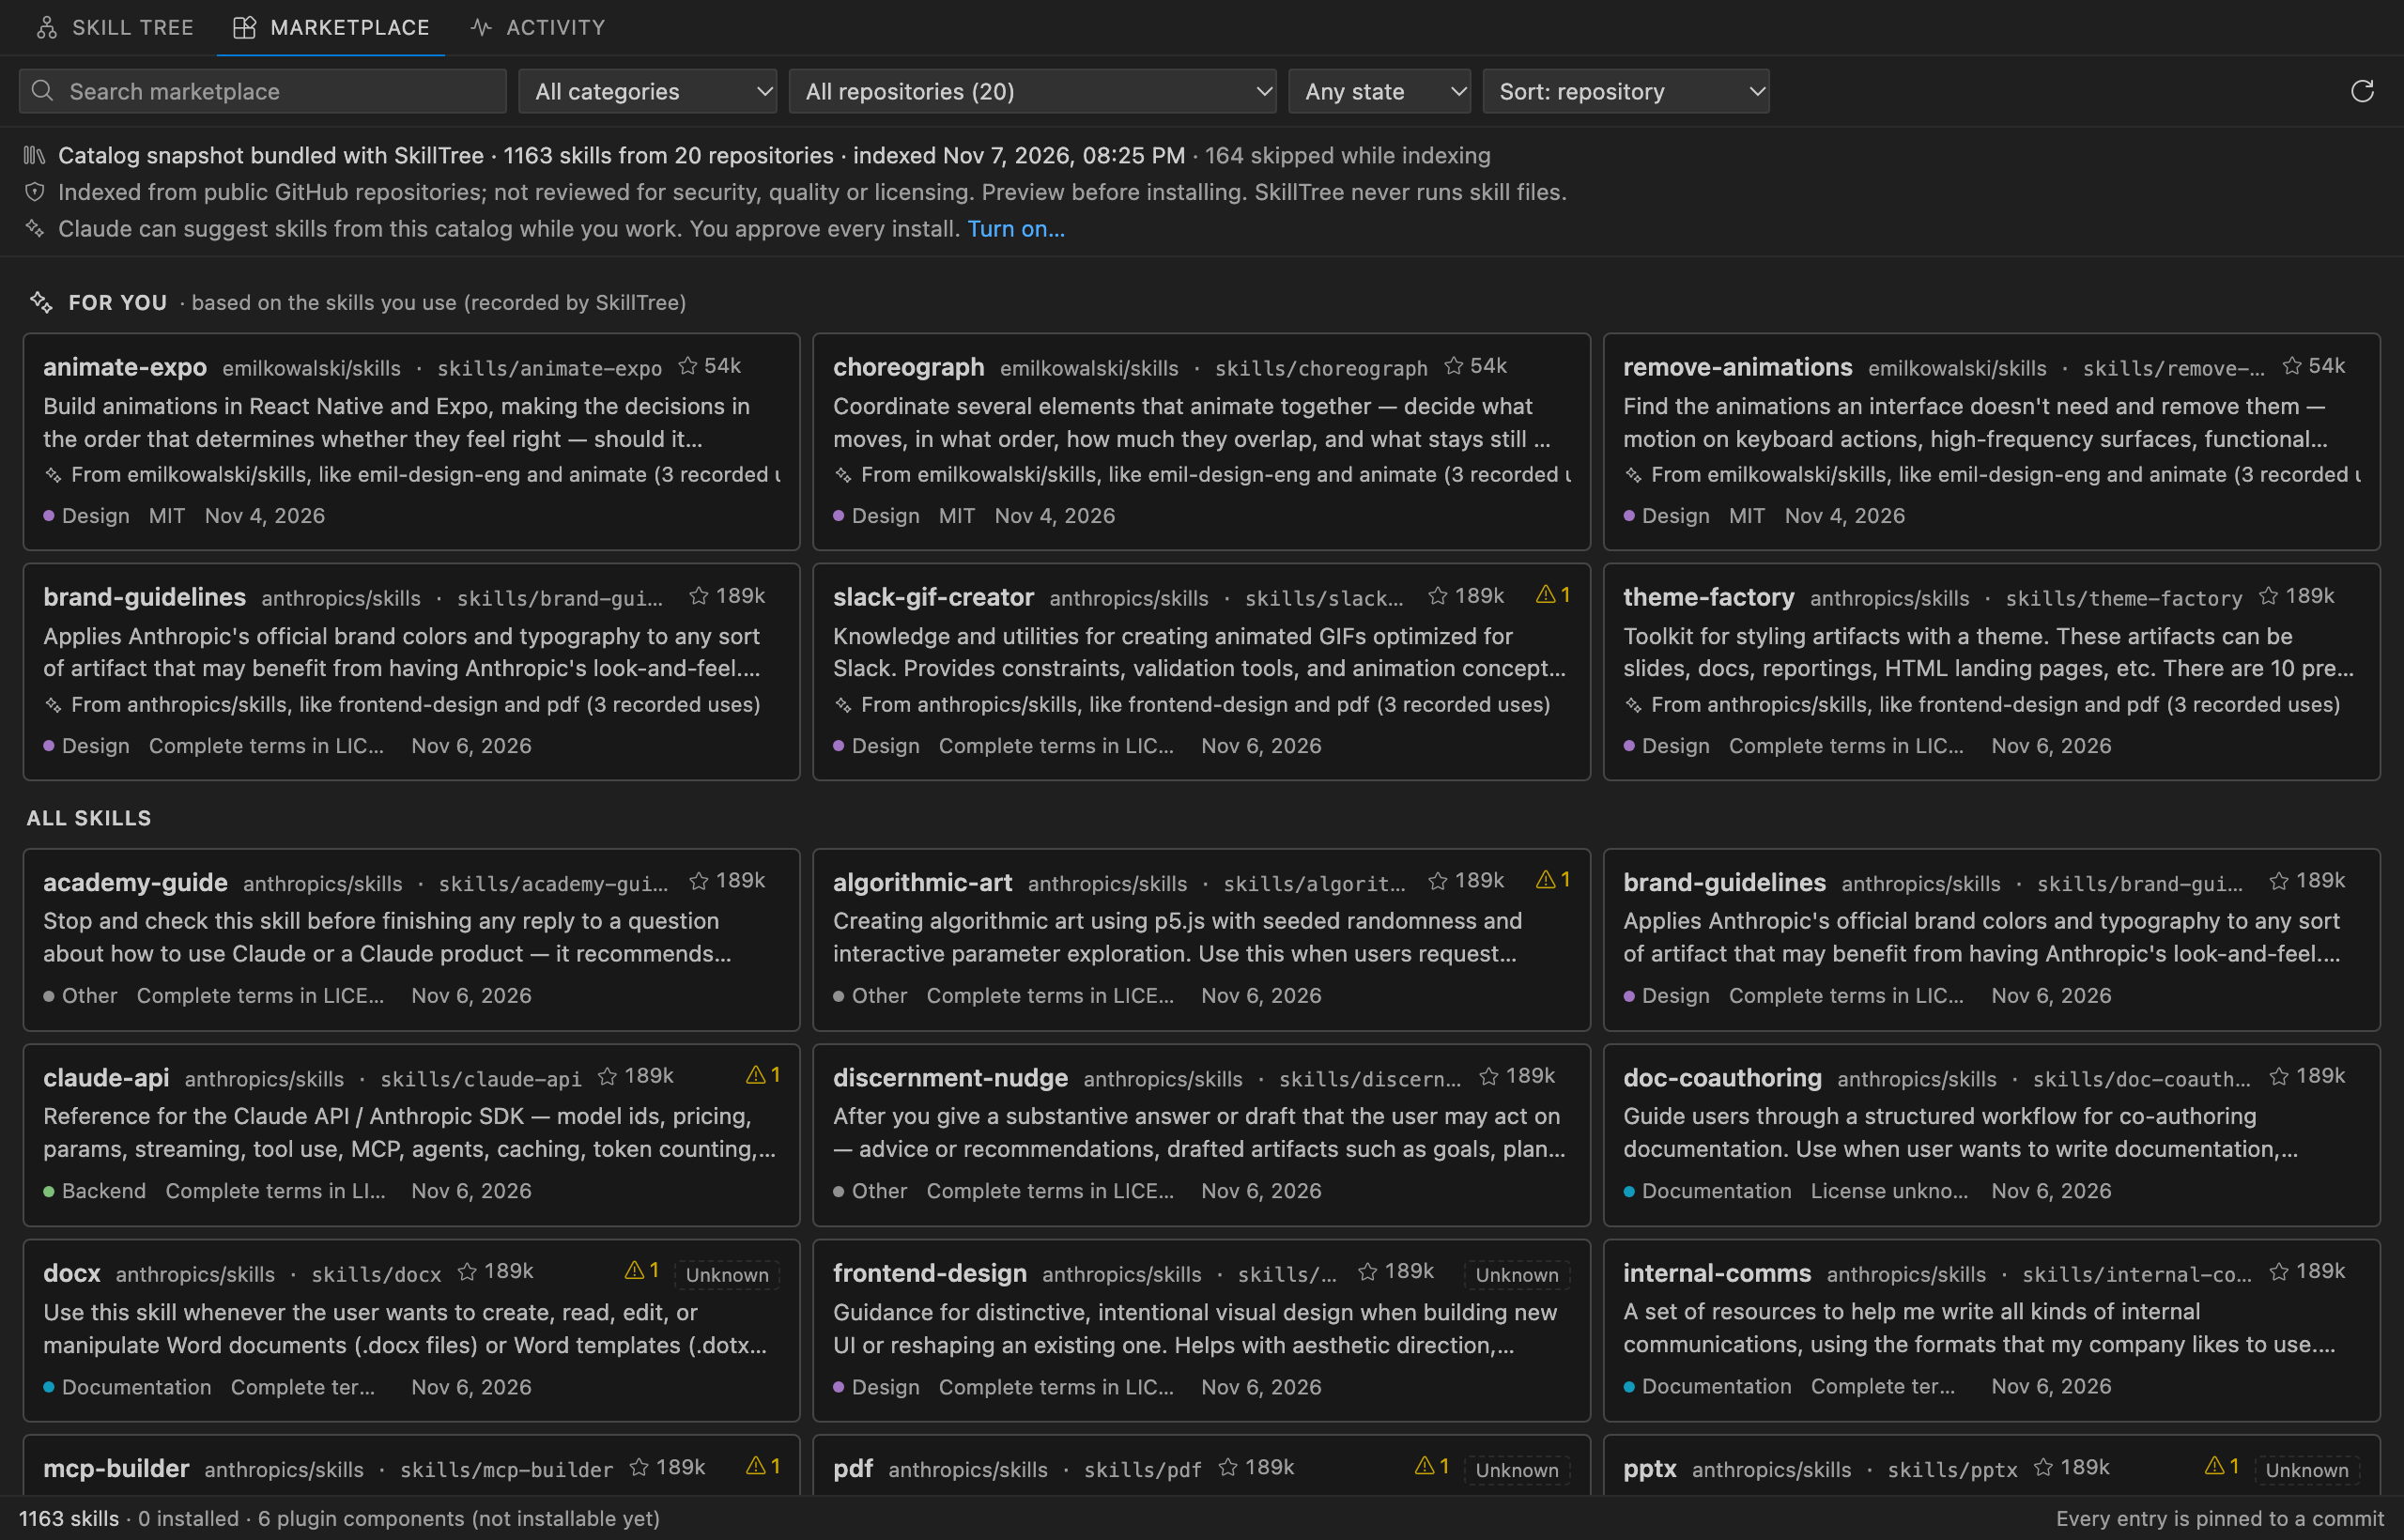 SKILL TREE MARKETPLACE ACTIVITY
Search marketplace All categories All repositories (20) Any state Sort: repository
Catalog snapshot bundled with SkillTree · 1163 skills from 20 repositories · indexed Nov 7, 2026, 08:25 PM · 164 skipped while indexing
Indexed from public GitHub repositories; not reviewed for security, quality or licensing. Preview before installing. SkillTree never runs skill files.
Claude can suggest skills from this catalog while you work. You approve every install. Turn on...
FOR YOU · based on the skills you use (recorded by SkillTree)
animate-expo emilkowalski/skills · skills/animate-expo 54k
Build animations in React Native and Expo, making the decisions in
the order that determines whether they feel right — should it...
From emilkowalski/skills, like emil-design-eng and animate (3 recorded u
Design MIT Nov 4, 2026
choreograph emilkowalski/skills · skills/choreograph 54k
Coordinate several elements that animate together — decide what
moves, in what order, how much they overlap, and what stays still ...
From emilkowalski/skills, like emil-design-eng and animate (3 recorded u
Design MIT Nov 4, 2026
remove-animations emilkowalski/skills · skills/remove-... 54k
Find the animations an interface doesn't need and remove them —
motion on keyboard actions, high-frequency surfaces, functional...
From emilkowalski/skills, like emil-design-eng and animate (3 recorded u
Design MIT Nov 4, 2026
brand-guidelines anthropics/skills · skills/brand-gui... 189k
Applies Anthropic's official brand colors and typography to any sort
of artifact that may benefit from having Anthropic's look-and-feel....
From anthropics/skills, like frontend-design and pdf (3 recorded uses)
Design Complete terms in LIC... Nov 6, 2026
slack-gif-creator anthropics/skills · skills/slack... 189k 1
Knowledge and utilities for creating animated GIFs optimized for
Slack. Provides constraints, validation tools, and animation concept...
From anthropics/skills, like frontend-design and pdf (3 recorded uses)
Design Complete terms in LIC... Nov 6, 2026
theme-factory anthropics/skills · skills/theme-factory 189k
Toolkit for styling artifacts with a theme. These artifacts can be
slides, docs, reportings, HTML landing pages, etc. There are 10 pre...
From anthropics/skills, like frontend-design and pdf (3 recorded uses)
Design Complete terms in LIC... Nov 6, 2026
ALL SKILLS
academy-guide anthropics/skills · skills/academy-gui... 189k
Stop and check this skill before finishing any reply to a question
about how to use Claude or a Claude product — it recommends...
Other Complete terms in LICE... Nov 6, 2026
algorithmic-art anthropics/skills · skills/algorit... 189k 1
Creating algorithmic art using p5.js with seeded randomness and
interactive parameter exploration. Use this when users request...
Other Complete terms in LICE... Nov 6, 2026
brand-guidelines anthropics/skills · skills/brand-gui... 189k
Applies Anthropic's official brand colors and typography to any sort
of artifact that may benefit from having Anthropic's look-and-feel....
Design Complete terms in LIC... Nov 6, 2026
claude-api anthropics/skills · skills/claude-api 189k 1
Reference for the Claude API / Anthropic SDK — model ids, pricing,
params, streaming, tool use, MCP, agents, caching, token counting,...
Backend Complete terms in LI... Nov 6, 2026
discernment-nudge anthropics/skills · skills/discern... 189k
After you give a substantive answer or draft that the user may act on
— advice or recommendations, drafted artifacts such as goals, plan...
Other Complete terms in LICE... Nov 6, 2026
doc-coauthoring anthropics/skills · skills/doc-coauth... 189k
Guide users through a structured workflow for co-authoring
documentation. Use when user wants to write documentation,...
Documentation License unkno... Nov 6, 2026
docx anthropics/skills · skills/docx 189k 1 Unknown
Use this skill whenever the user wants to create, read, edit, or
manipulate Word documents (.docx files) or Word templates (.dotx...
Documentation Complete ter... Nov 6, 2026
frontend-design anthropics/skills · skills/... 189k Unknown
Guidance for distinctive, intentional visual design when building new
UI or reshaping an existing one. Helps with aesthetic direction,...
Design Complete terms in LIC... Nov 6, 2026
internal-comms anthropics/skills · skills/internal-co... 189k
A set of resources to help me write all kinds of internal
communications, using the formats that my company likes to use....
Documentation Complete ter... Nov 6, 2026
mcp-builder anthropics/skills · skills/mcp-builder 189k 1
pdf anthropics/skills · skills/pdf 189k 1 Unknown
pptx anthropics/skills · skills/pptx 189k 1 Unknown
1163 skills · 0 installed · 6 plugin components (not installable yet)
Every entry is pinned to a commit